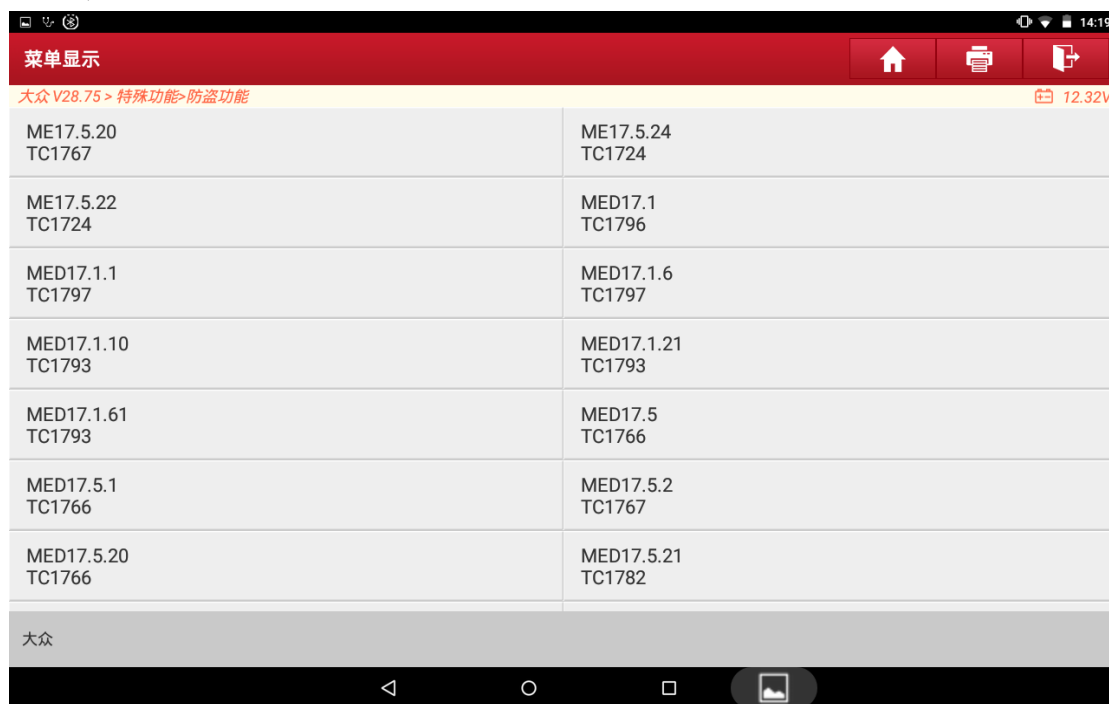 14:19
菜单显示
大众 V28.75 > 特殊功能>防盗功能
12.32V
ME17.5.20
TC1767
ME17.5.24
TC1724
ME17.5.22
TC1724
MED17.1
TC1796
MED17.1.1
TC1797
MED17.1.6
TC1797
MED17.1.10
TC1793
MED17.1.21
TC1793
MED17.1.61
TC1793
MED17.5
TC1766
MED17.5.1
TC1766
MED17.5.2
TC1767
MED17.5.20
TC1766
MED17.5.21
TC1782
大众